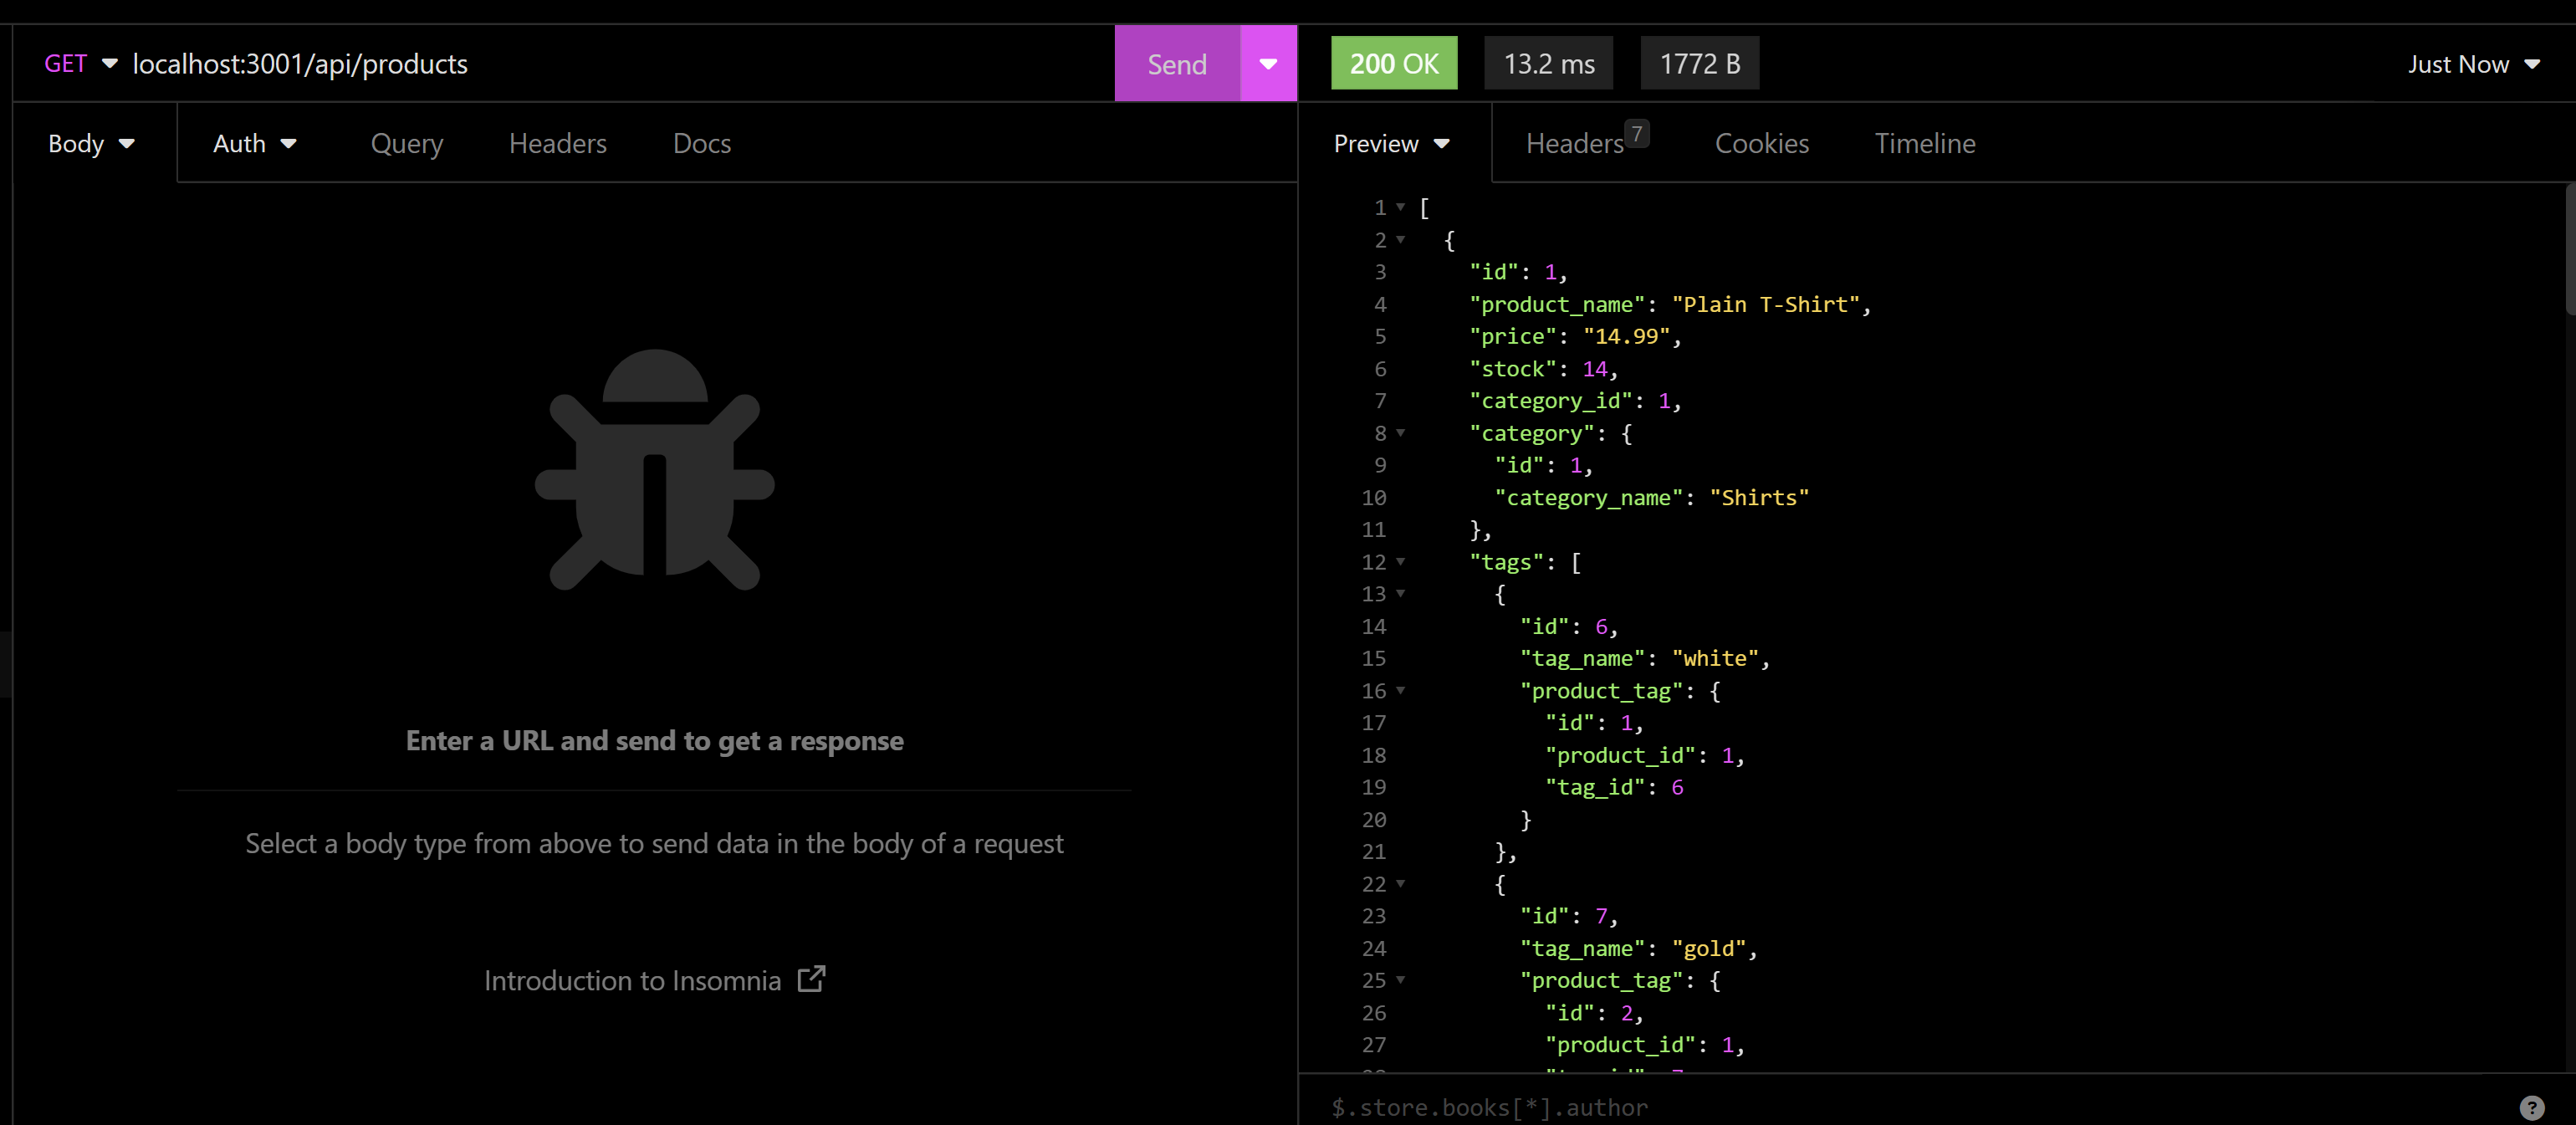 GET localhost:3001/api/products Send
200 OK 13.2 ms 1772 B Just Now
Body Auth Query Headers Docs
Enter a URL and send to get a response
Select a body type from above to send data in the body of a request
Introduction to Insomnia
Preview Headers 7 Cookies Timeline
1 [
2 {
3 "id": 1,
4 "product_name": "Plain T-Shirt",
5 "price": "14.99",
6 "stock": 14,
7 "category_id": 1,
8 "category": {
9 "id": 1,
10 "category_name": "Shirts"
11 },
12 "tags": [
13 {
14 "id": 6,
15 "tag_name": "white",
16 "product_tag": {
17 "id": 1,
18 "product_id": 1,
19 "tag_id": 6
20 }
21 },
22 {
23 "id": 7,
24 "tag_name": "gold",
25 "product_tag": {
26 "id": 2,
27 "product_id": 1,
$.store.books[*].author
?